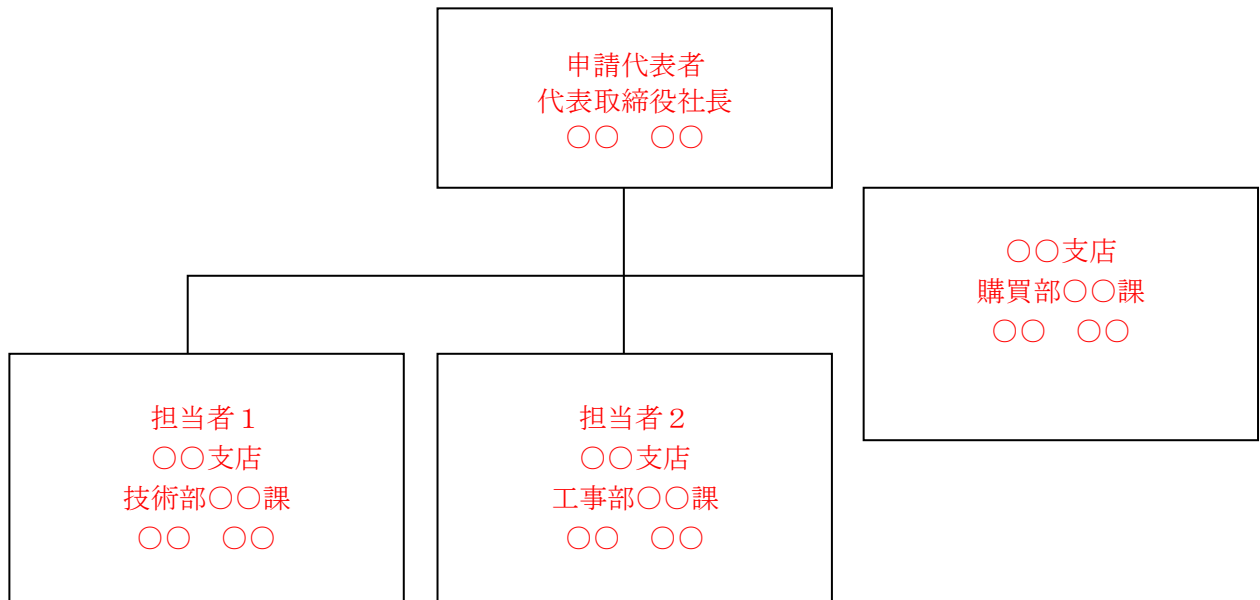 申請代表者
代表取締役社長
○○　○○
○○支店
購買部○○課
○○　○○
担当者１
○○支店
技術部○○課
○○　○○
担当者２
○○支店
工事部○○課
○○　○○